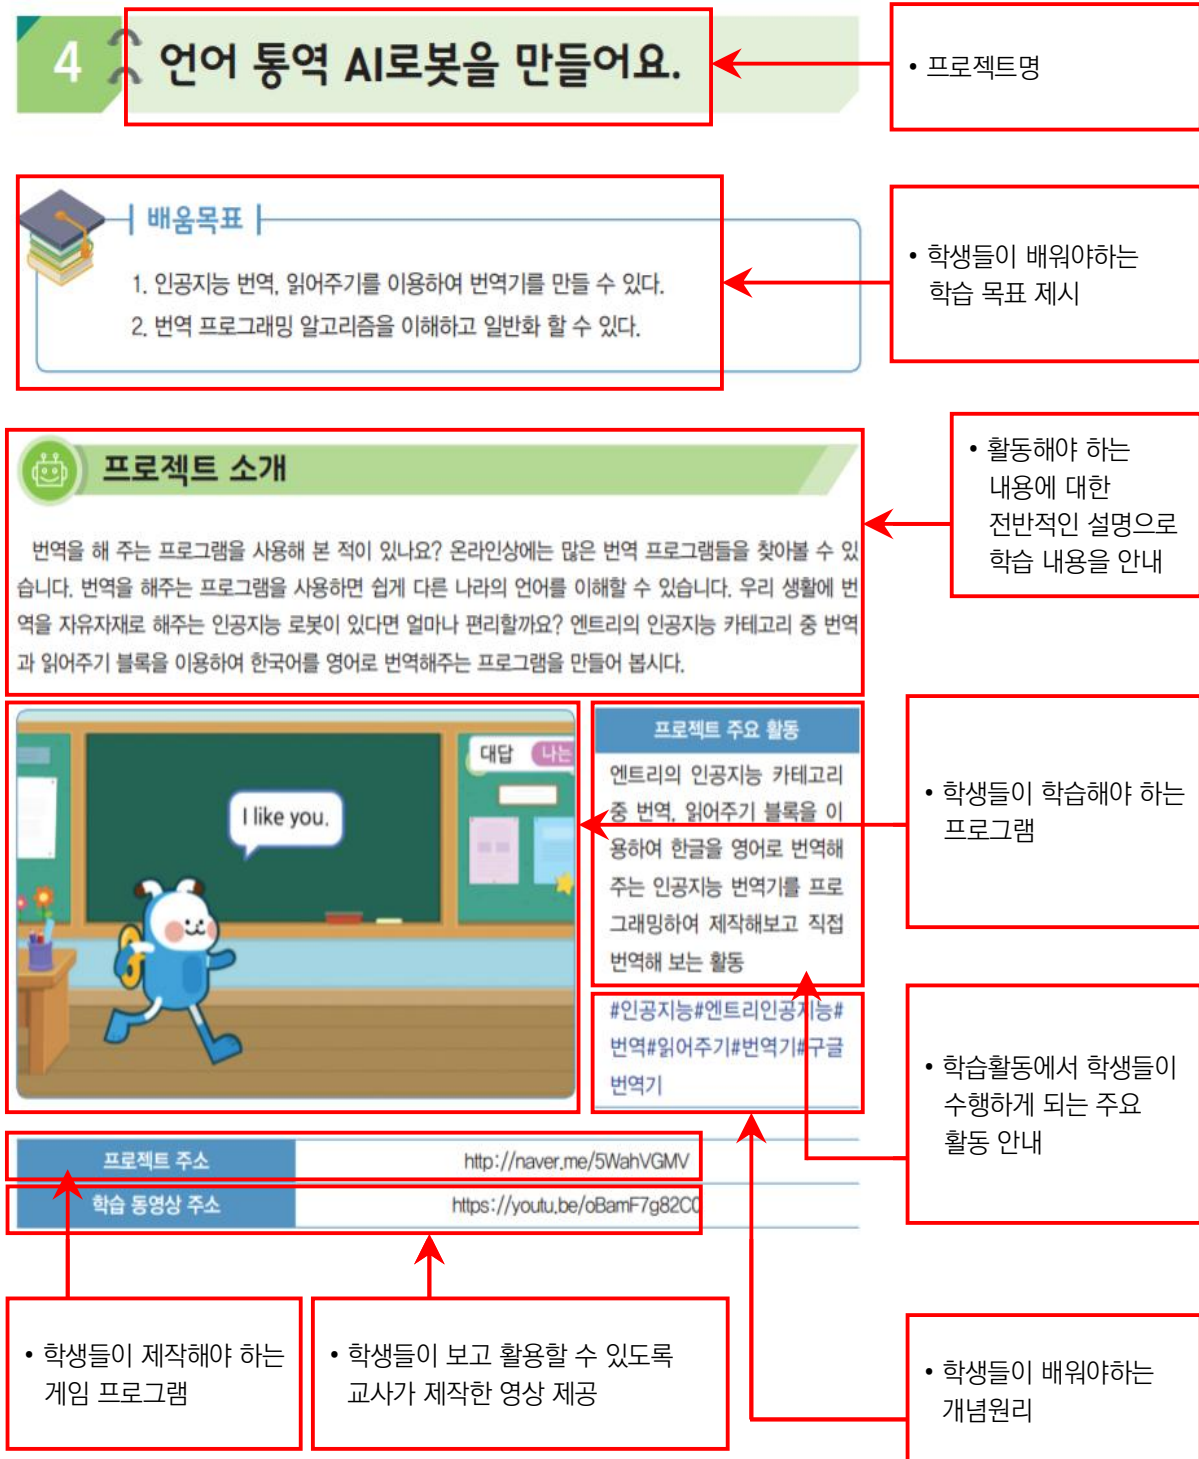 4 언어 통역 AI로봇을 만들어요.
• 프로젝트명
배움목표
1. 인공지능 번역, 읽어주기를 이용하여 번역기를 만들 수 있다.
2. 번역 프로그래밍 알고리즘을 이해하고 일반화 할 수 있다.
• 학생들이 배워야하는
학습 목표 제시
프로젝트 소개
번역을 해 주는 프로그램을 사용해 본 적이 있나요? 온라인상에는 많은 번역 프로그램들을 찾아볼 수 있
습니다. 번역을 해주는 프로그램을 사용하면 쉽게 다른 나라의 언어를 이해할 수 있습니다. 우리 생활에 번
역을 자유자재로 해주는 인공지능 로봇이 있다면 얼마나 편리할까요? 엔트리의 인공지능 카테고리 중 번역
과 읽어주기 블록을 이용하여 한국어를 영어로 번역해주는 프로그램을 만들어 봅시다.
• 활동해야 하는
내용에 대한
전반적인 설명으로
학습 내용을 안내
대답 나는
I like you.
프로젝트 주요 활동
엔트리의 인공지능 카테고리
중 번역, 읽어주기 블록을 이
용하여 한글을 영어로 번역해
주는 인공지능 번역기를 프로
그래밍하여 제작해보고 직접
번역해 보는 활동
#인공지능#엔트리인공지능#
번역#읽어주기#번역기#구글
번역기
• 학생들이 학습해야 하는
프로그램
• 학습활동에서 학생들이
수행하게 되는 주요
활동 안내
프로젝트 주소 http://naver.me/5WahVGMV
학습 동영상 주소 https://youtu.be/oBamF7g82C0
• 학생들이 제작해야 하는
게임 프로그램
• 학생들이 보고 활용할 수 있도록
교사가 제작한 영상 제공
• 학생들이 배워야하는
개념원리